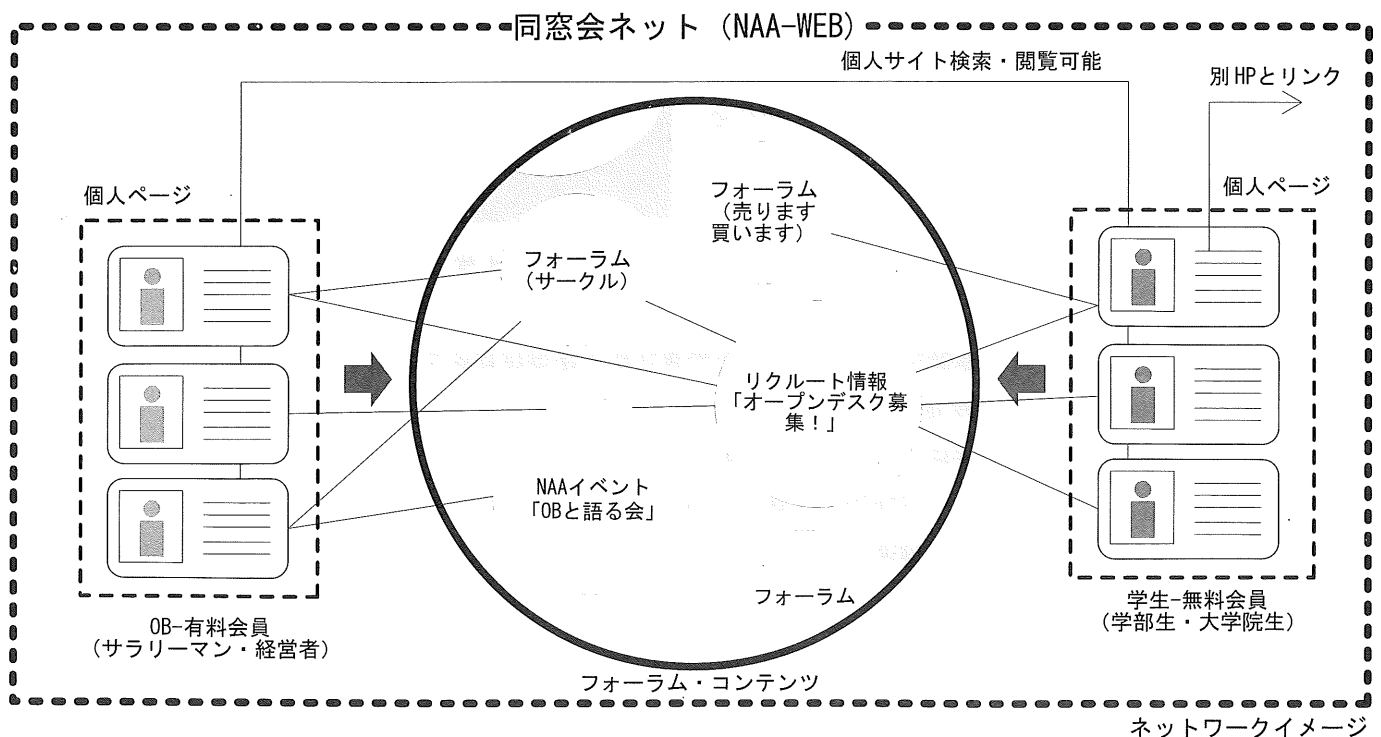 同窓会ネット（NAA-WEB）
個人サイト検索・閲覧可能
別HPとリンク
個人ページ
個人ページ
フォーラム
（売ります
買います）
フォーラム
（サークル）
リクルート情報
「オープンデスク募
集！」
NAAイベント
「OBと語る会」
フォーラム
OB-有料会員
（サラリーマン・経営者）
学生-無料会員
（学部生・大学院生）
フォーラム・コンテンツ
ネットワークイメージ